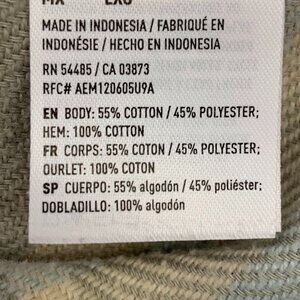 MADE IN INDONESIA / FABRIQUÉ EN
INDONÉSIE / HECHO EN INDONESIA
RN 54485 / CA 03873
RFC# AEM120605U9A
EN BODY: 55% COTTON / 45% POLYESTER;
HEM: 100% COTTON
FR CORPS: 55% COTON / 45% POLYESTER;
OURLET: 100% COTON
SP CUERPO: 55% algodón / 45% poliéster;
DOBLADILLO: 100% algodón